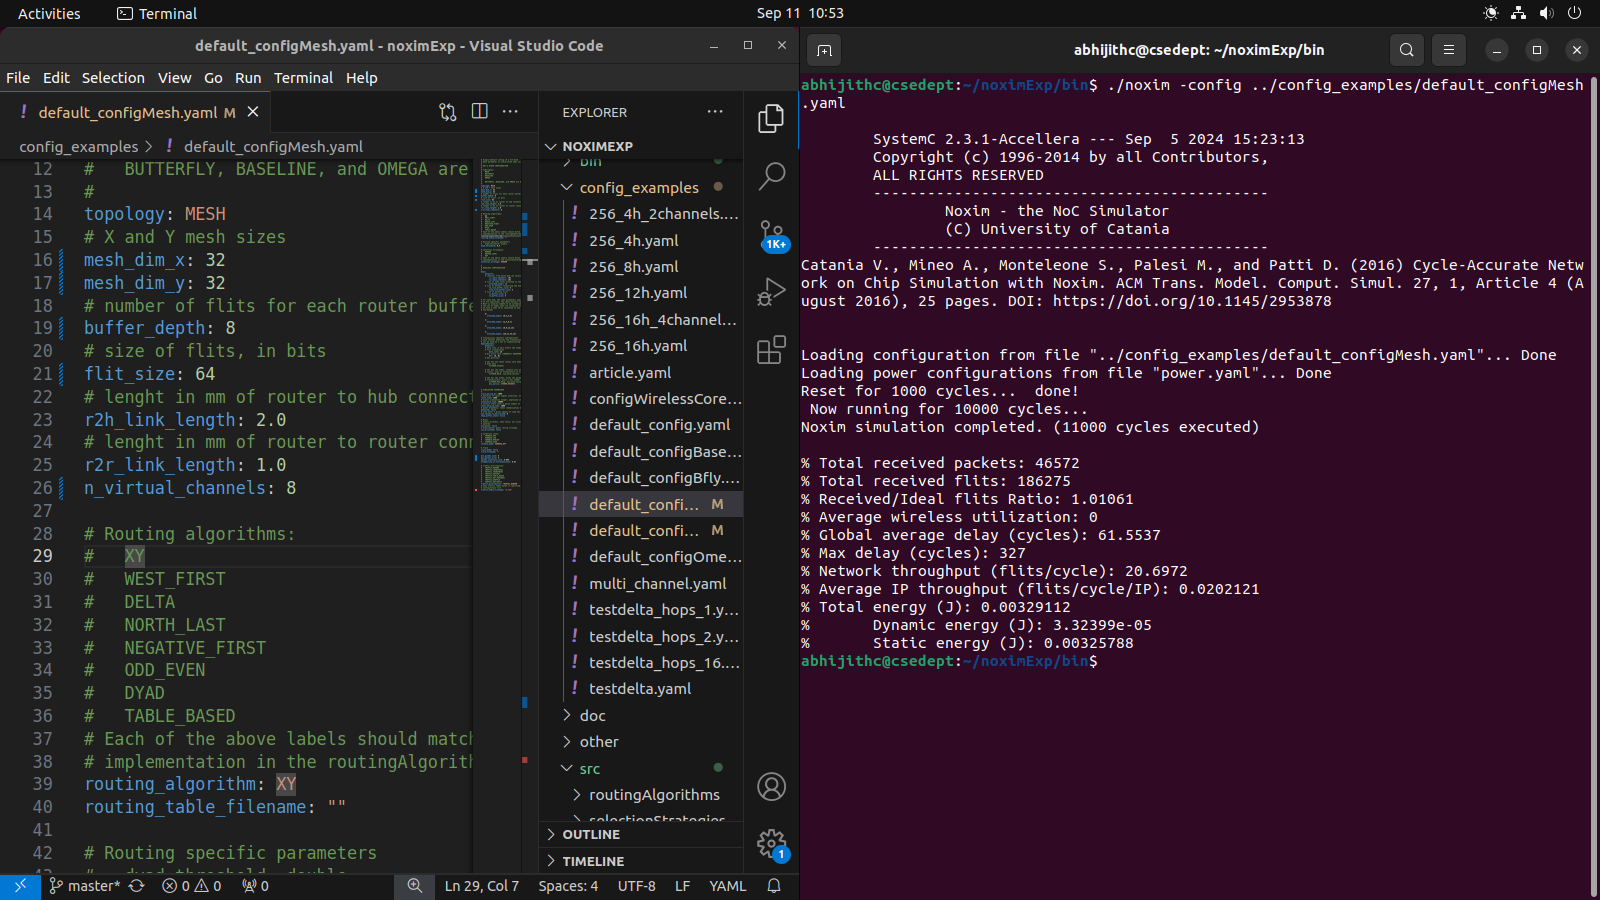 Activities
Terminal
Sep 11 10:53
default_configMesh.yaml - noximExp - Visual Studio Code
File Edit Selection View Go Run Terminal Help
! default_configMesh.yaml M
config_examples > ! default_configMesh.yaml
12 # BUTTERFLY, BASELINE, and OMEGA are
13 #
14 topology: MESH
15 # X and Y mesh sizes
16 mesh_dim_x: 32
17 mesh_dim_y: 32
18 # number of flits for each router buffe
19 buffer_depth: 8
20 # size of flits, in bits
21 flit_size: 64
22 # lenght in mm of router to hub connect
23 r2h_link_length: 2.0
24 # lenght in mm of router to router conn
25 r2r_link_length: 1.0
26 n_virtual_channels: 8
27
28 # Routing algorithms:
29 # XY
30 # WEST_FIRST
31 # DELTA
32 # NORTH_LAST
33 # NEGATIVE_FIRST
34 # ODD_EVEN
35 # DYAD
36 # TABLE_BASED
37 # Each of the above labels should match
38 # implementation in the routingAlgorith
39 routing_algorithm: XY
40 routing_table_filename: ""
41
42 # Routing specific parameters
EXPLORER
NOXIMEXP
bin
config_examples
! 256_4h_2channels....
! 256_4h.yaml
! 256_8h.yaml
! 256_12h.yaml
! 256_16h_4channel...
! 256_16h.yaml
! article.yaml
! configWirelessCore...
! default_config.yaml
! default_configBase...
! default_configBfly....
! default_confi... M
! default_confi... M
! default_configOme...
! multi_channel.yaml
! testdelta_hops_1.y...
! testdelta_hops_2.y...
! testdelta_hops_16....
! testdelta.yaml
doc
other
src
routingAlgorithms
selectionStrategies
OUTLINE
TIMELINE
1K+
1
master* 0 0 0
Ln 29, Col 7 Spaces: 4 UTF-8 LF YAML
abhijithc@csedept: ~/noximExp/bin
abhijithc@csedept:~/noximExp/bin$ ./noxim -config ../config_examples/default_configMesh
.yaml
SystemC 2.3.1-Accellera --- Sep 5 2024 15:23:13
Copyright (c) 1996-2014 by all Contributors,
ALL RIGHTS RESERVED
--------------------------------------------
Noxim - the NoC Simulator
(C) University of Catania
--------------------------------------------
Catania V., Mineo A., Monteleone S., Palesi M., and Patti D. (2016) Cycle-Accurate Netw
ork on Chip Simulation with Noxim. ACM Trans. Model. Comput. Simul. 27, 1, Article 4 (A
ugust 2016), 25 pages. DOI: https://doi.org/10.1145/2953878
Loading configuration from file "../config_examples/default_configMesh.yaml"... Done
Loading power configurations from file "power.yaml"... Done
Reset for 1000 cycles... done!
Now running for 10000 cycles...
Noxim simulation completed. (11000 cycles executed)
% Total received packets: 46572
% Total received flits: 186275
% Received/Ideal flits Ratio: 1.01061
% Average wireless utilization: 0
% Global average delay (cycles): 61.5537
% Max delay (cycles): 327
% Network throughput (flits/cycle): 20.6972
% Average IP throughput (flits/cycle/IP): 0.0202121
% Total energy (J): 0.00329112
% Dynamic energy (J): 3.32399e-05
% Static energy (J): 0.00325788
abhijithc@csedept:~/noximExp/bin$